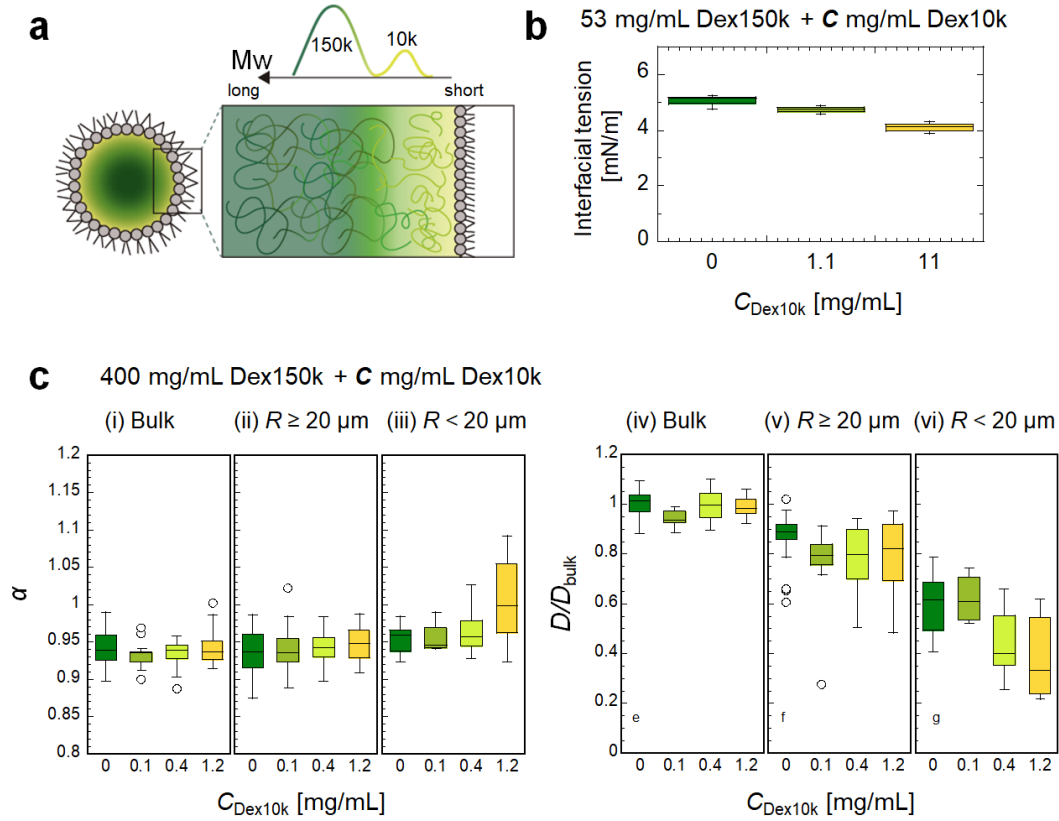 a
150k
10k
Mw
long
short
b
53 mg/mL Dex150k + C mg/mL Dex10k
Interfacial tension
[mN/m]
6
4
2
0
0
1.1
11
CDex10k [mg/mL]
c
400 mg/mL Dex150k + C mg/mL Dex10k
(i) Bulk
(ii) R ≥ 20 μm
(iii) R < 20 μm
α
1.2
1.15
1.1
1.05
1
0.95
0.9
0.85
0.8
0 0.1 0.4 1.2
0 0.1 0.4 1.2
0 0.1 0.4 1.2
CDex10k [mg/mL]
(iv) Bulk
(v) R ≥ 20 μm
(vi) R < 20 μm
D/Dbulk
1.2
1
0.8
0.6
0.4
0.2
0
e
f
g
0 0.1 0.4 1.2
0 0.1 0.4 1.2
0 0.1 0.4 1.2
CDex10k [mg/mL]